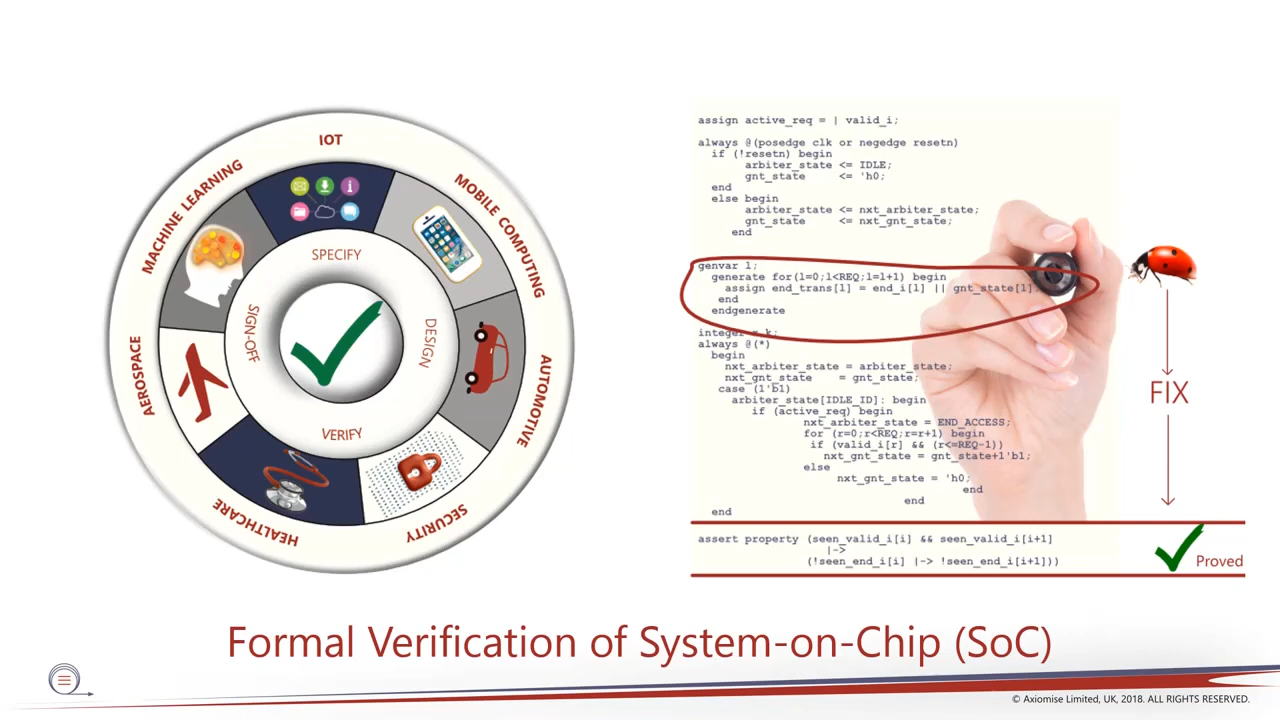 IOT
MOBILE COMPUTING
AUTOMOTIVE
SECURITY
HEALTHCARE
AEROSPACE
MACHINE LEARNING
SPECIFY
DESIGN
VERIFY
SIGN-OFF
assign active_req = | valid_i;
always @(posedge clk or negedge resetn)
if (!resetn) begin
arbiter_state <= IDLE;
gnt_state <= 'h0;
end
else begin
arbiter_state <= nxt_arbiter_state;
gnt_state <= nxt_gnt_state;
end
genvar l;
generate for(l=0;l<REQ;l=l+1) begin
assign end_trans[l] = end_i[l] || gnt_state[l]
end
endgenerate
integer k;
always @(*)
begin
nxt_arbiter_state = arbiter_state;
nxt_gnt_state = gnt_state;
case (1'b1)
arbiter_state[IDLE_ID]: begin
if (active_req) begin
nxt_arbiter_state = END_ACCESS;
for (r=0;r<REQ;r=r+1) begin
if (valid_i[r] && (r<=REQ-1))
nxt_gnt_state = gnt_state+1'b1;
else
nxt_gnt_state = 'h0;
end
end
end
FIX
assert property (seen_valid_i[i] && seen_valid_i[i+1]
|->
(!seen_end_i[i] |-> !seen_end_i[i+1]))
Proved
Formal Verification of System-on-Chip (SoC)
© Axiomise Limited, UK, 2018. ALL RIGHTS RESERVED.